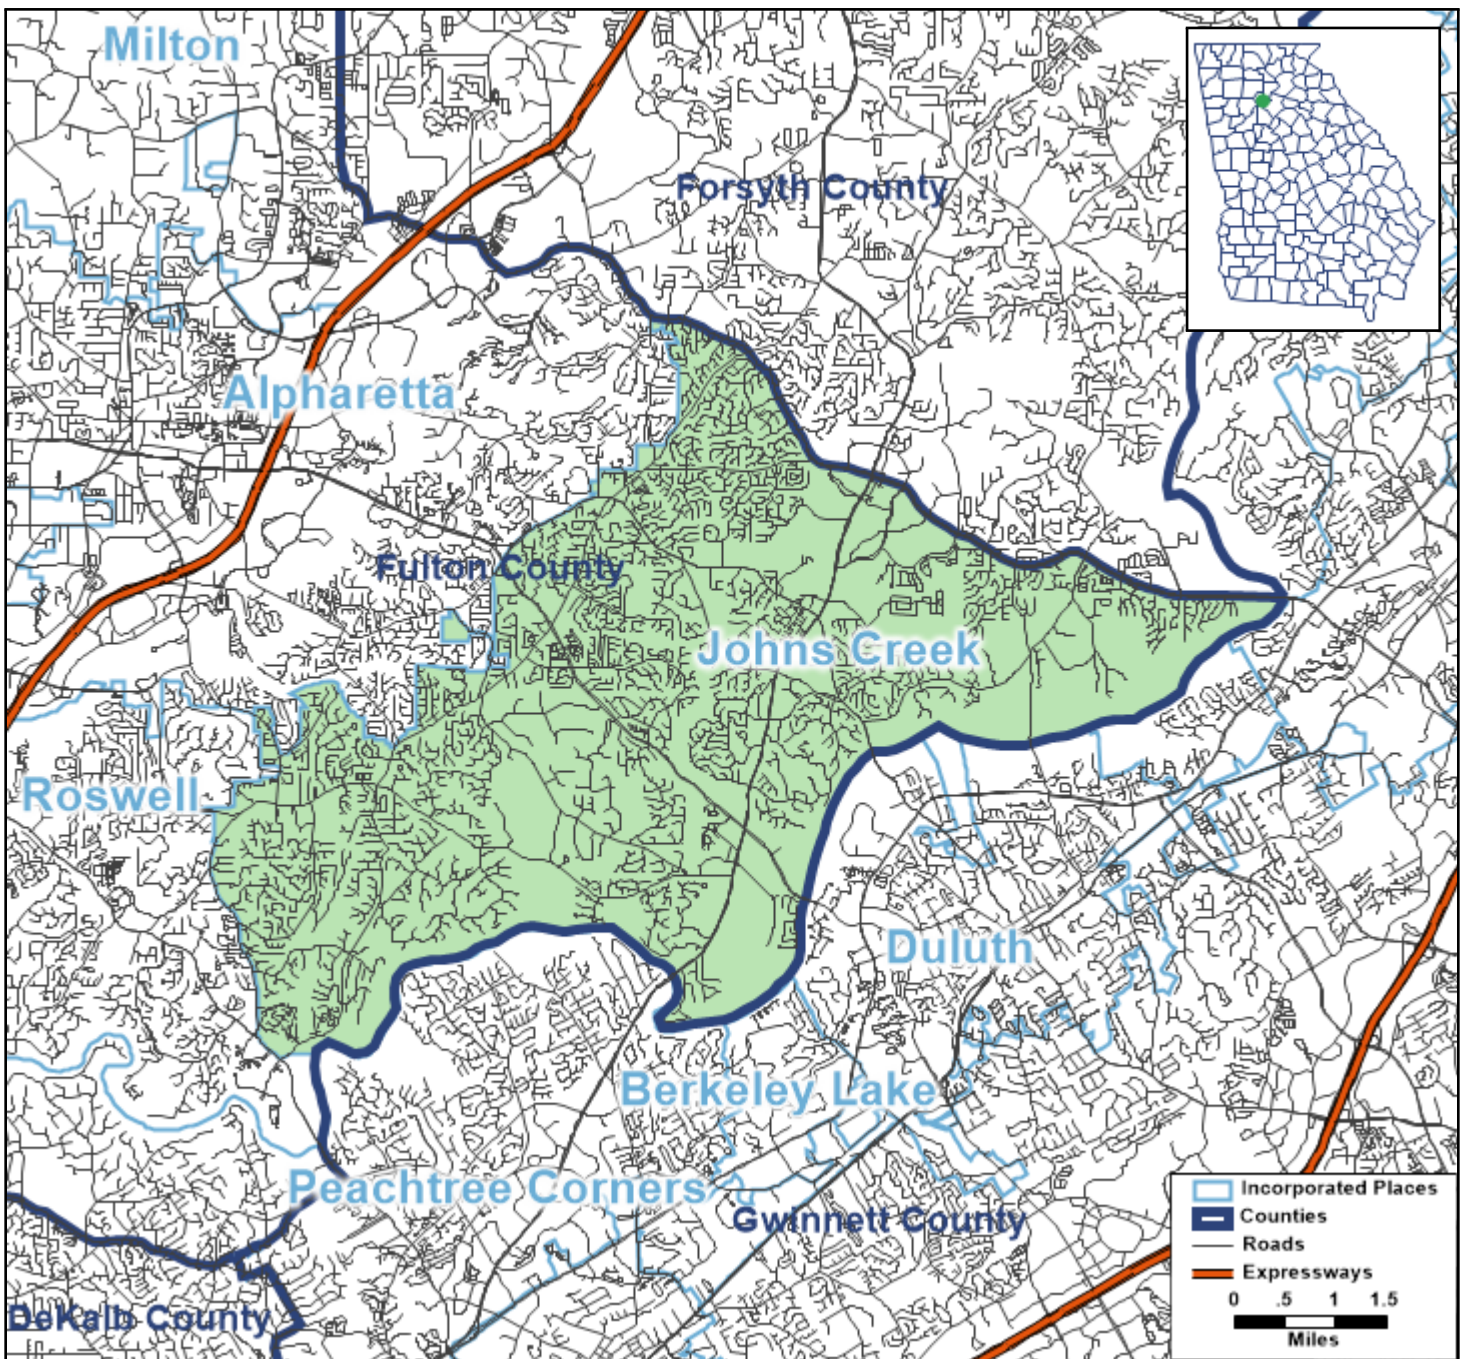 Milton
Forsyth County
Alpharetta
Fulton County
Johns Creek
Roswell
Duluth
Berkeley Lake
Peachtree Corners
Gwinnett County
DeKalb County
Incorporated Places
Counties
Roads
Expressways
0 .5 1 1.5
Miles